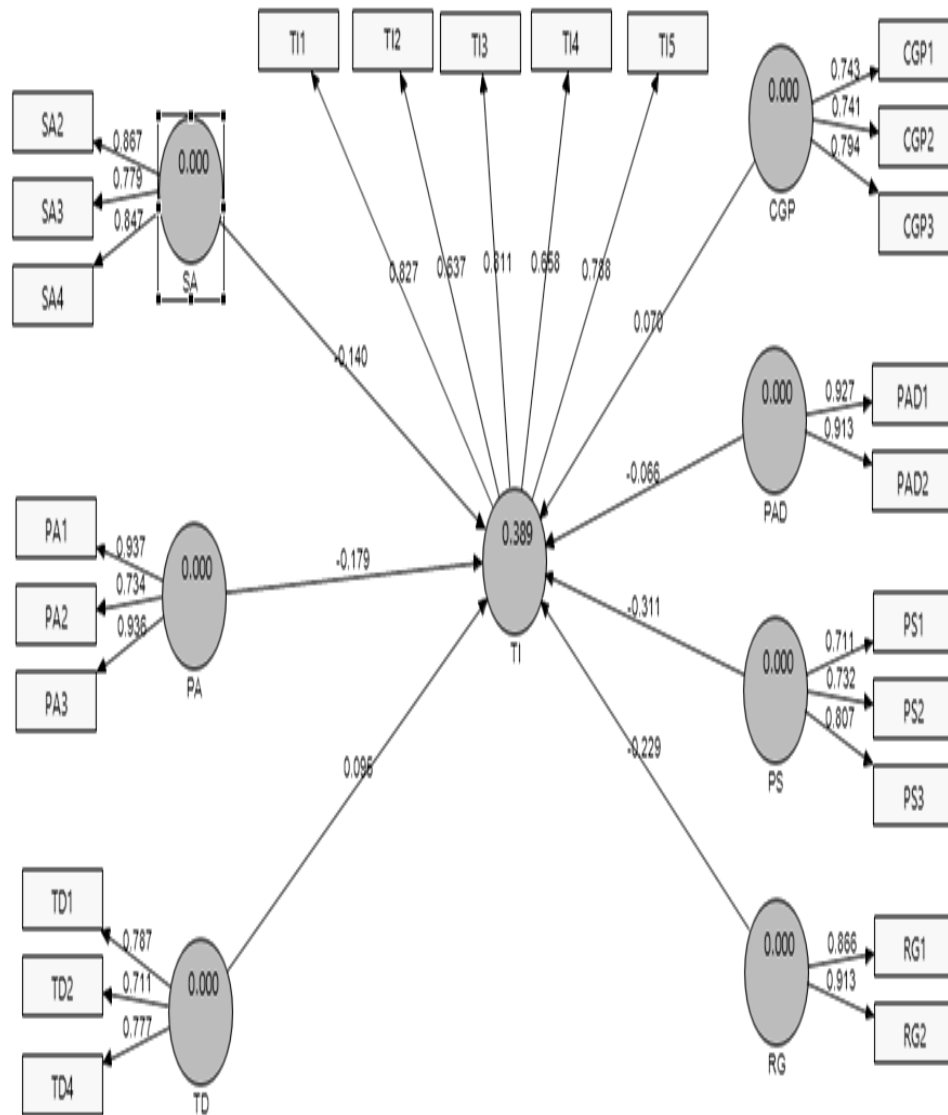 TI1 TI2 TI3 TI4 TI5
0.827 0.637 0.811 0.658 0.788
SA2
SA3
SA4
0.867
0.779
0.847
0.000
SA
-0.140
PA1
PA2
PA3
0.937
0.734
0.936
0.000
PA
-0.179
TD1
TD2
TD4
0.787
0.711
0.777
0.000
TD
0.095
0.389
TI
0.000
CGP
0.743
0.741
0.794
CGP1
CGP2
CGP3
0.070
0.000
PAD
0.927
0.913
PAD1
PAD2
-0.066
0.000
PS
0.711
0.732
0.807
PS1
PS2
PS3
-0.311
0.000
RG
0.866
0.913
RG1
RG2
-0.229